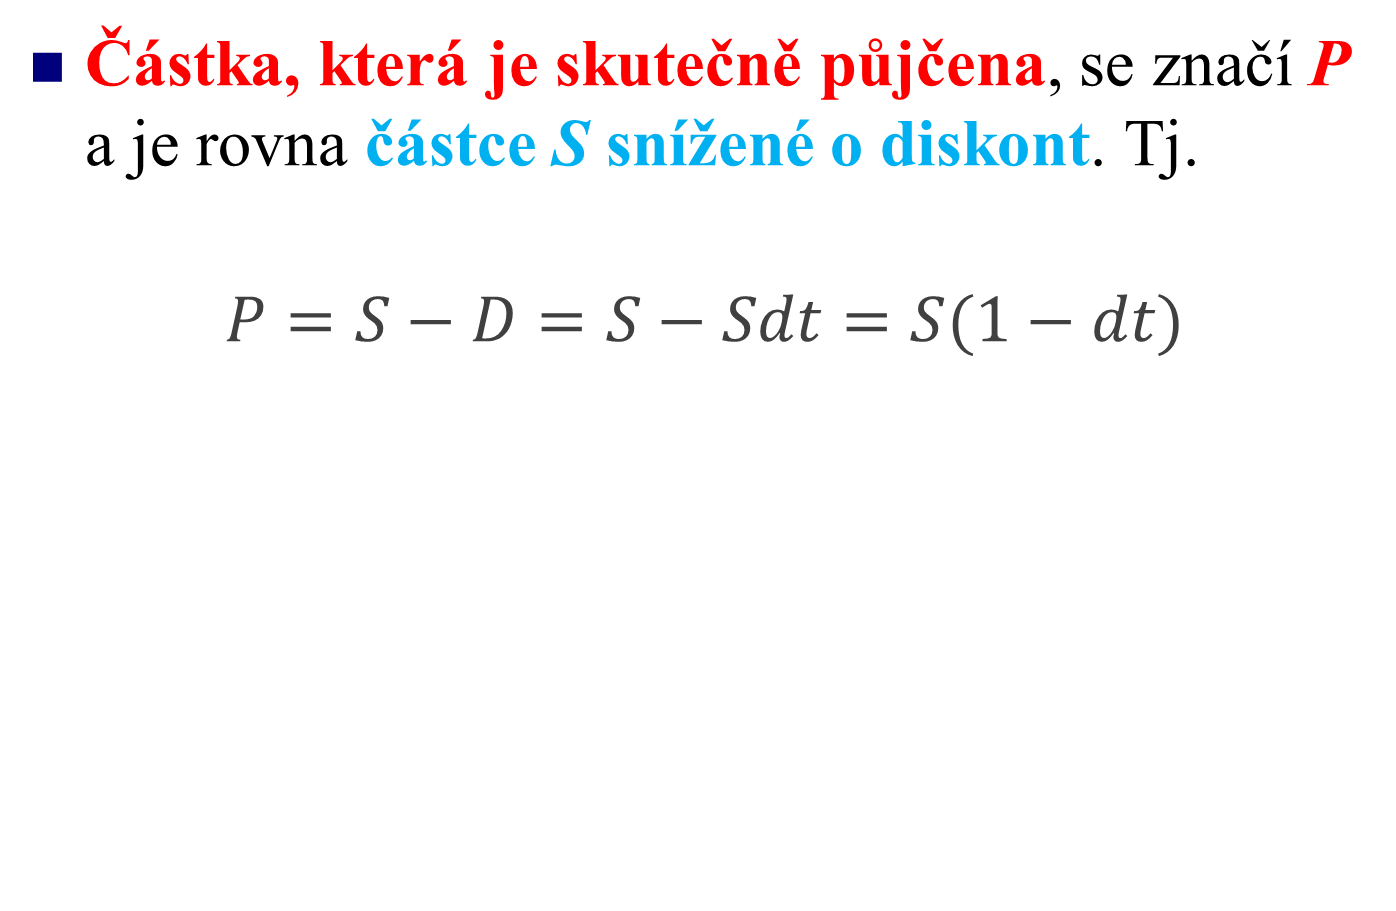 Částka, která je skutečně půjčena, se značí P
a je rovna částce S snížené o diskont. Tj.
P = S − D = S − Sdt = S(1 − dt)